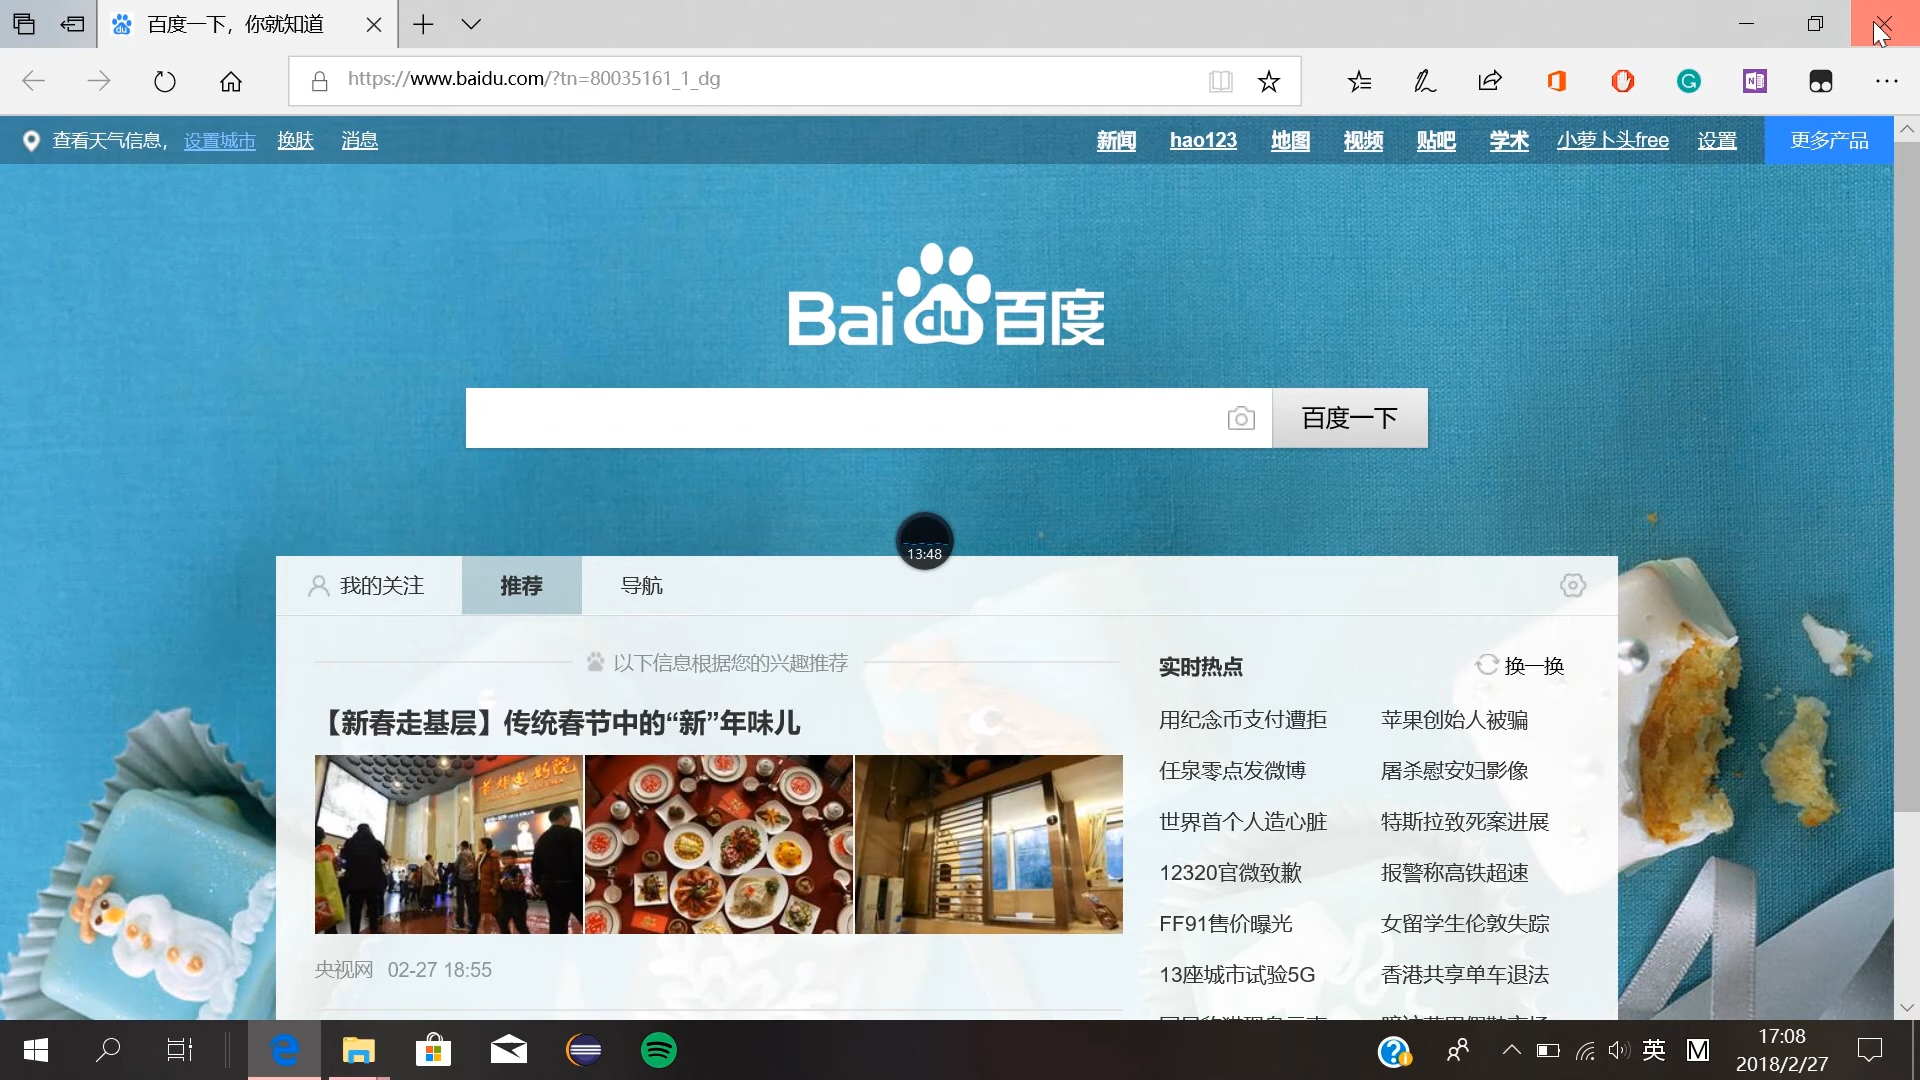 百度一下，你就知道
https://www.baidu.com/?tn=80035161_1_dg
查看天气信息， 设置城市 换肤 消息
新闻 hao123 地图 视频 贴吧 学术 小萝卜头free 设置 更多产品
Bai du 百度
百度一下
13:48
我的关注 推荐 导航
以下信息根据您的兴趣推荐
【新春走基层】传统春节中的“新”年味儿
央视网 02-27 18:55
实时热点 换一换
用纪念币支付遭拒 苹果创始人被骗
任泉零点发微博 屠杀慰安妇影像
世界首个人造心脏 特斯拉致死案进展
12320官微致歉 报警称高铁超速
FF91售价曝光 女留学生伦敦失踪
13座城市试验5G 香港共享单车退法
英 M
17:08
2018/2/27